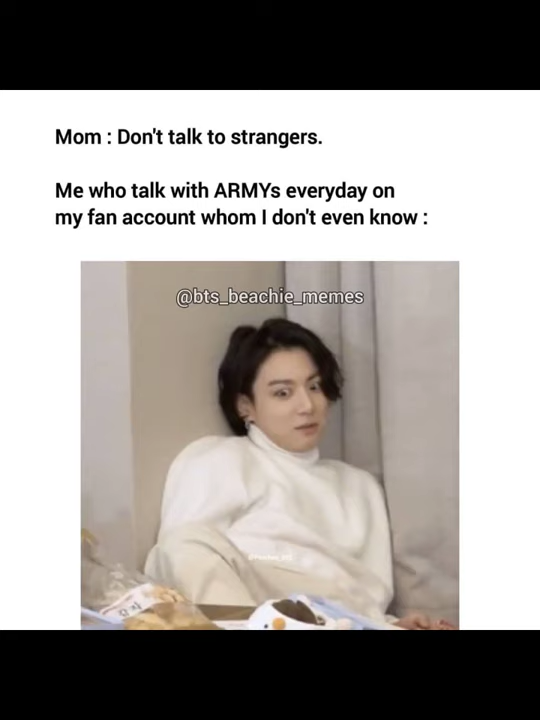 Mom : Don't talk to strangers.
Me who talk with ARMYs everyday on
my fan account whom I don't even know :
@bts_beachie_memes